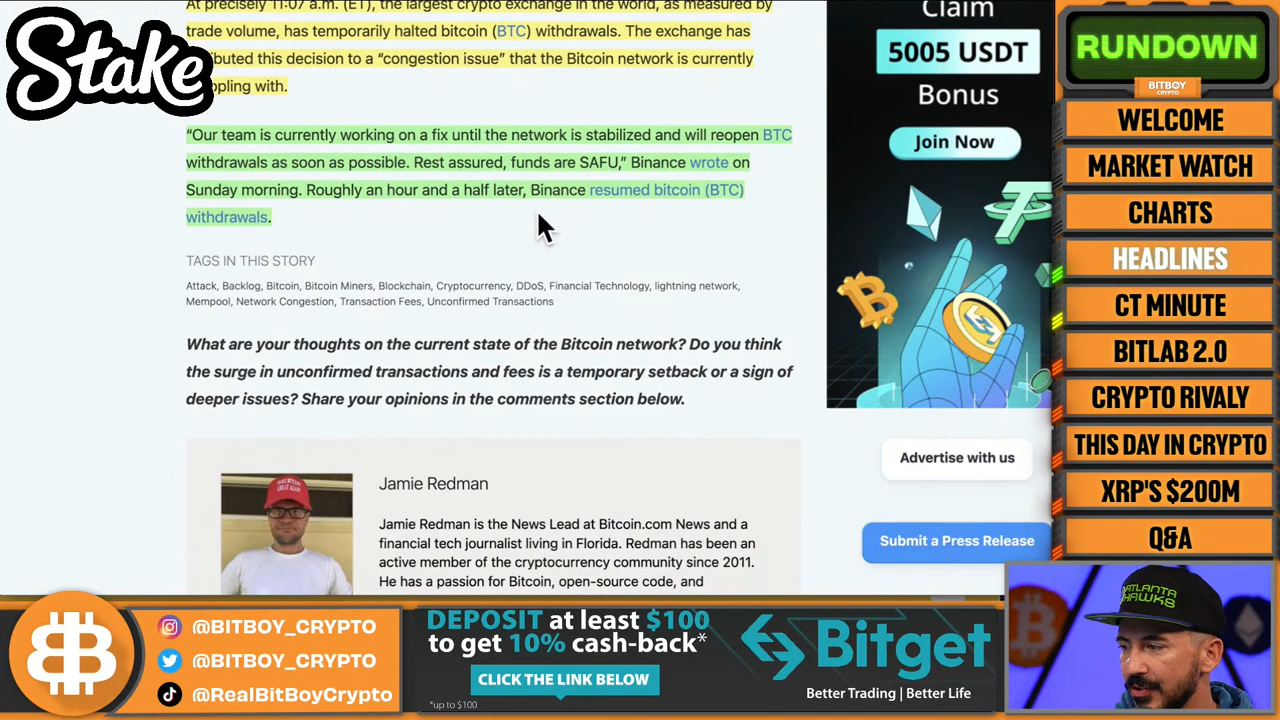 Stake
At precisely 11:07 a.m. (ET), the largest crypto exchange in the world, as measured by
trade volume, has temporarily halted bitcoin (BTC) withdrawals. The exchange has
buted this decision to a “congestion issue” that the Bitcoin network is currently
ppling with.
“Our team is currently working on a fix until the network is stabilized and will reopen BTC
withdrawals as soon as possible. Rest assured, funds are SAFU,” Binance wrote on
Sunday morning. Roughly an hour and a half later, Binance resumed bitcoin (BTC)
withdrawals.
TAGS IN THIS STORY
Attack, Backlog, Bitcoin, Bitcoin Miners, Blockchain, Cryptocurrency, DDoS, Financial Technology, lightning network,
Mempool, Network Congestion, Transaction Fees, Unconfirmed Transactions
What are your thoughts on the current state of the Bitcoin network? Do you think
the surge in unconfirmed transactions and fees is a temporary setback or a sign of
deeper issues? Share your opinions in the comments section below.
Jamie Redman
Jamie Redman is the News Lead at Bitcoin.com News and a
financial tech journalist living in Florida. Redman has been an
active member of the cryptocurrency community since 2011.
He has a passion for Bitcoin, open-source code, and
Claim
5005 USDT
Bonus
Join Now
Advertise with us
Submit a Press Release
RUNDOWN
BITBOY
CRYPTO
WELCOME
MARKET WATCH
CHARTS
HEADLINES
CT MINUTE
BITLAB 2.0
CRYPTO RIVALY
THIS DAY IN CRYPTO
XRP'S $200M
Q&A
@BITBOY_CRYPTO
@BITBOY_CRYPTO
@RealBitBoyCrypto
DEPOSIT at least $100
to get 10% cash-back*
CLICK THE LINK BELOW
*up to $100
Bitget
Better Trading | Better Life
ATLANTA
HAWKS